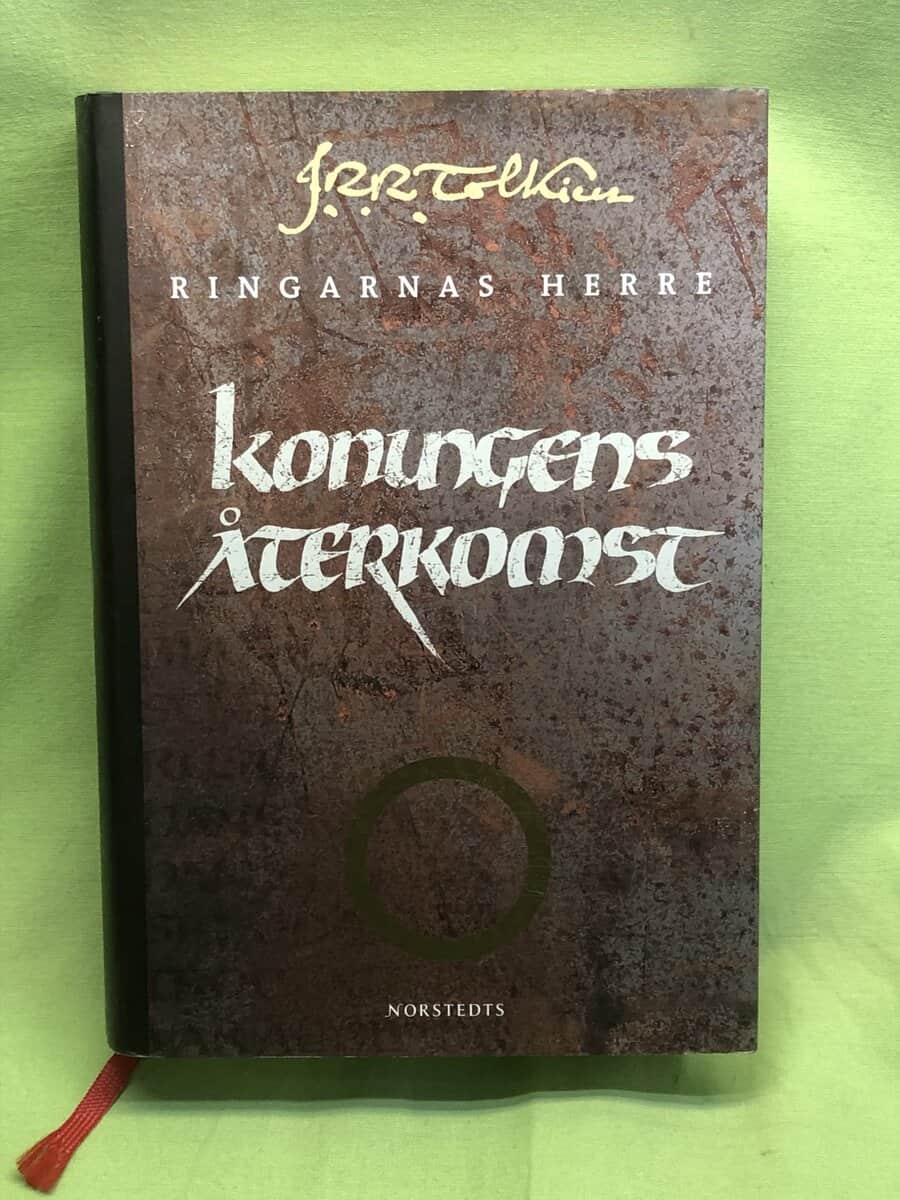 J.R.R. Tolkien
RINGARNAS HERRE
konungens
återkomst
NORSTEDTS